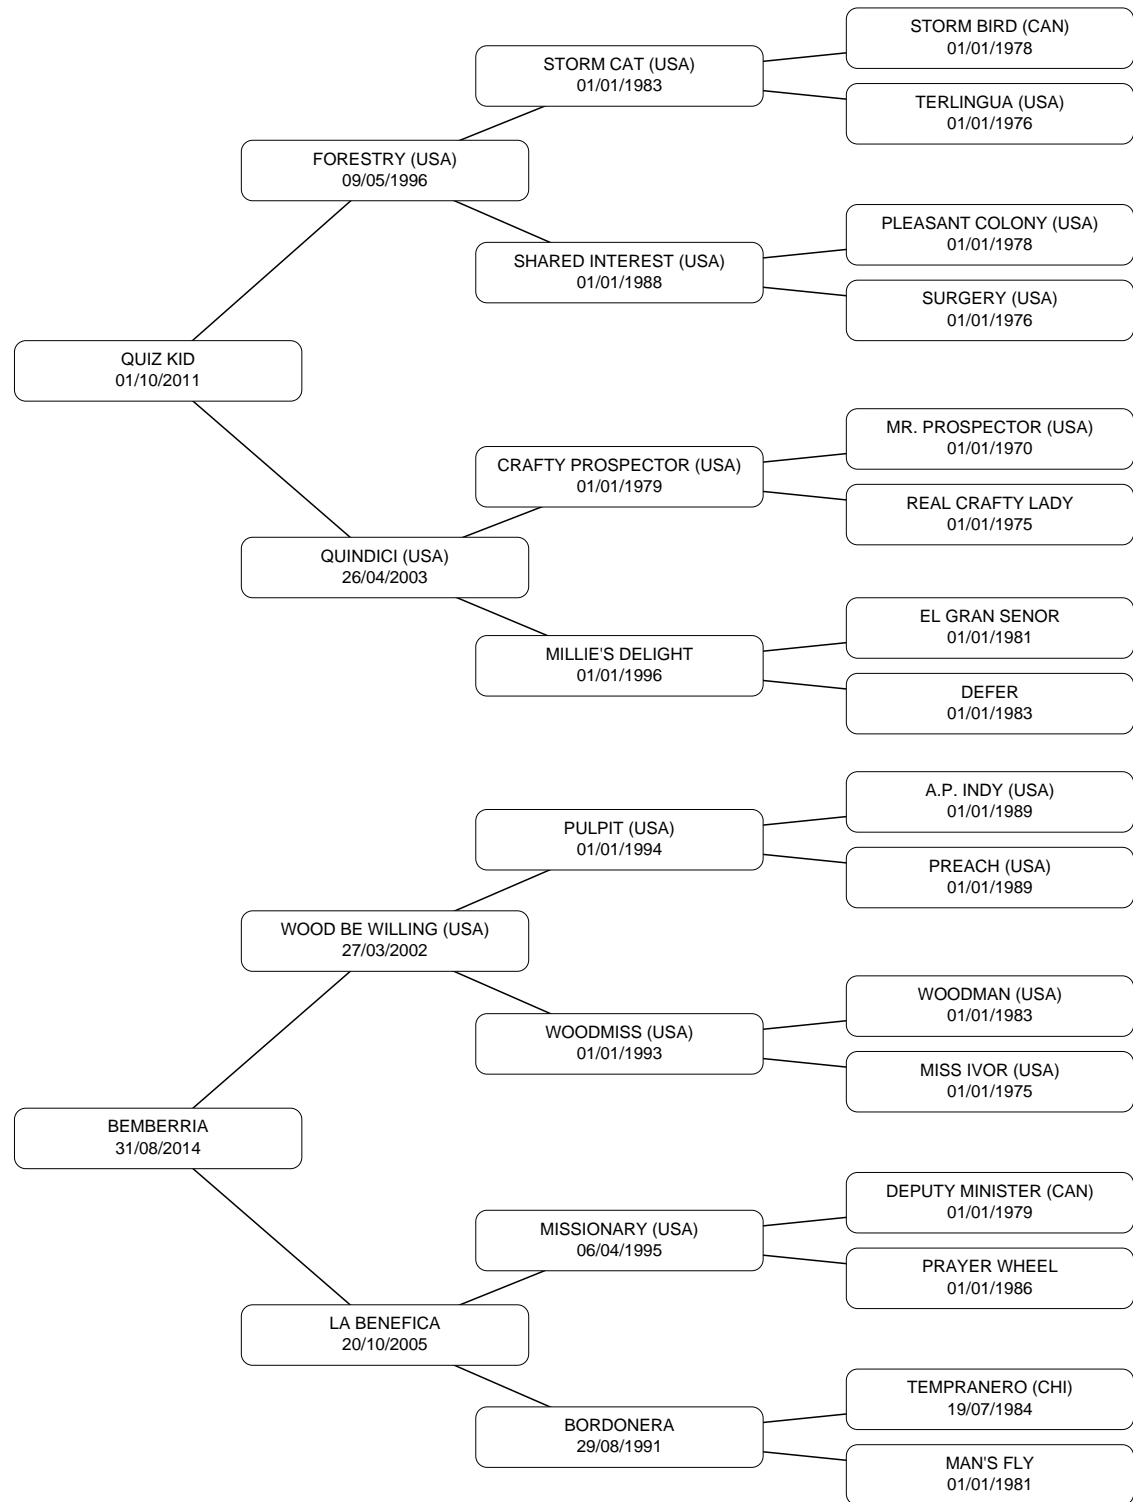 STORM BIRD (CAN)
01/01/1978
STORM CAT (USA)
01/01/1983
TERLINGUA (USA)
01/01/1976
FORESTRY (USA)
09/05/1996
PLEASANT COLONY (USA)
01/01/1978
SHARED INTEREST (USA)
01/01/1988
SURGERY (USA)
01/01/1976
QUIZ KID
01/10/2011
MR. PROSPECTOR (USA)
01/01/1970
CRAFTY PROSPECTOR (USA)
01/01/1979
REAL CRAFTY LADY
01/01/1975
QUINDICI (USA)
26/04/2003
EL GRAN SENOR
01/01/1981
MILLIE'S DELIGHT
01/01/1996
DEFER
01/01/1983
A.P. INDY (USA)
01/01/1989
PULPIT (USA)
01/01/1994
PREACH (USA)
01/01/1989
WOOD BE WILLING (USA)
27/03/2002
WOODMAN (USA)
01/01/1983
WOODMISS (USA)
01/01/1993
MISS IVOR (USA)
01/01/1975
BEMBERRIA
31/08/2014
DEPUTY MINISTER (CAN)
01/01/1979
MISSIONARY (USA)
06/04/1995
PRAYER WHEEL
01/01/1986
LA BENEFICA
20/10/2005
TEMPRANERO (CHI)
19/07/1984
BORDONERA
29/08/1991
MAN'S FLY
01/01/1981